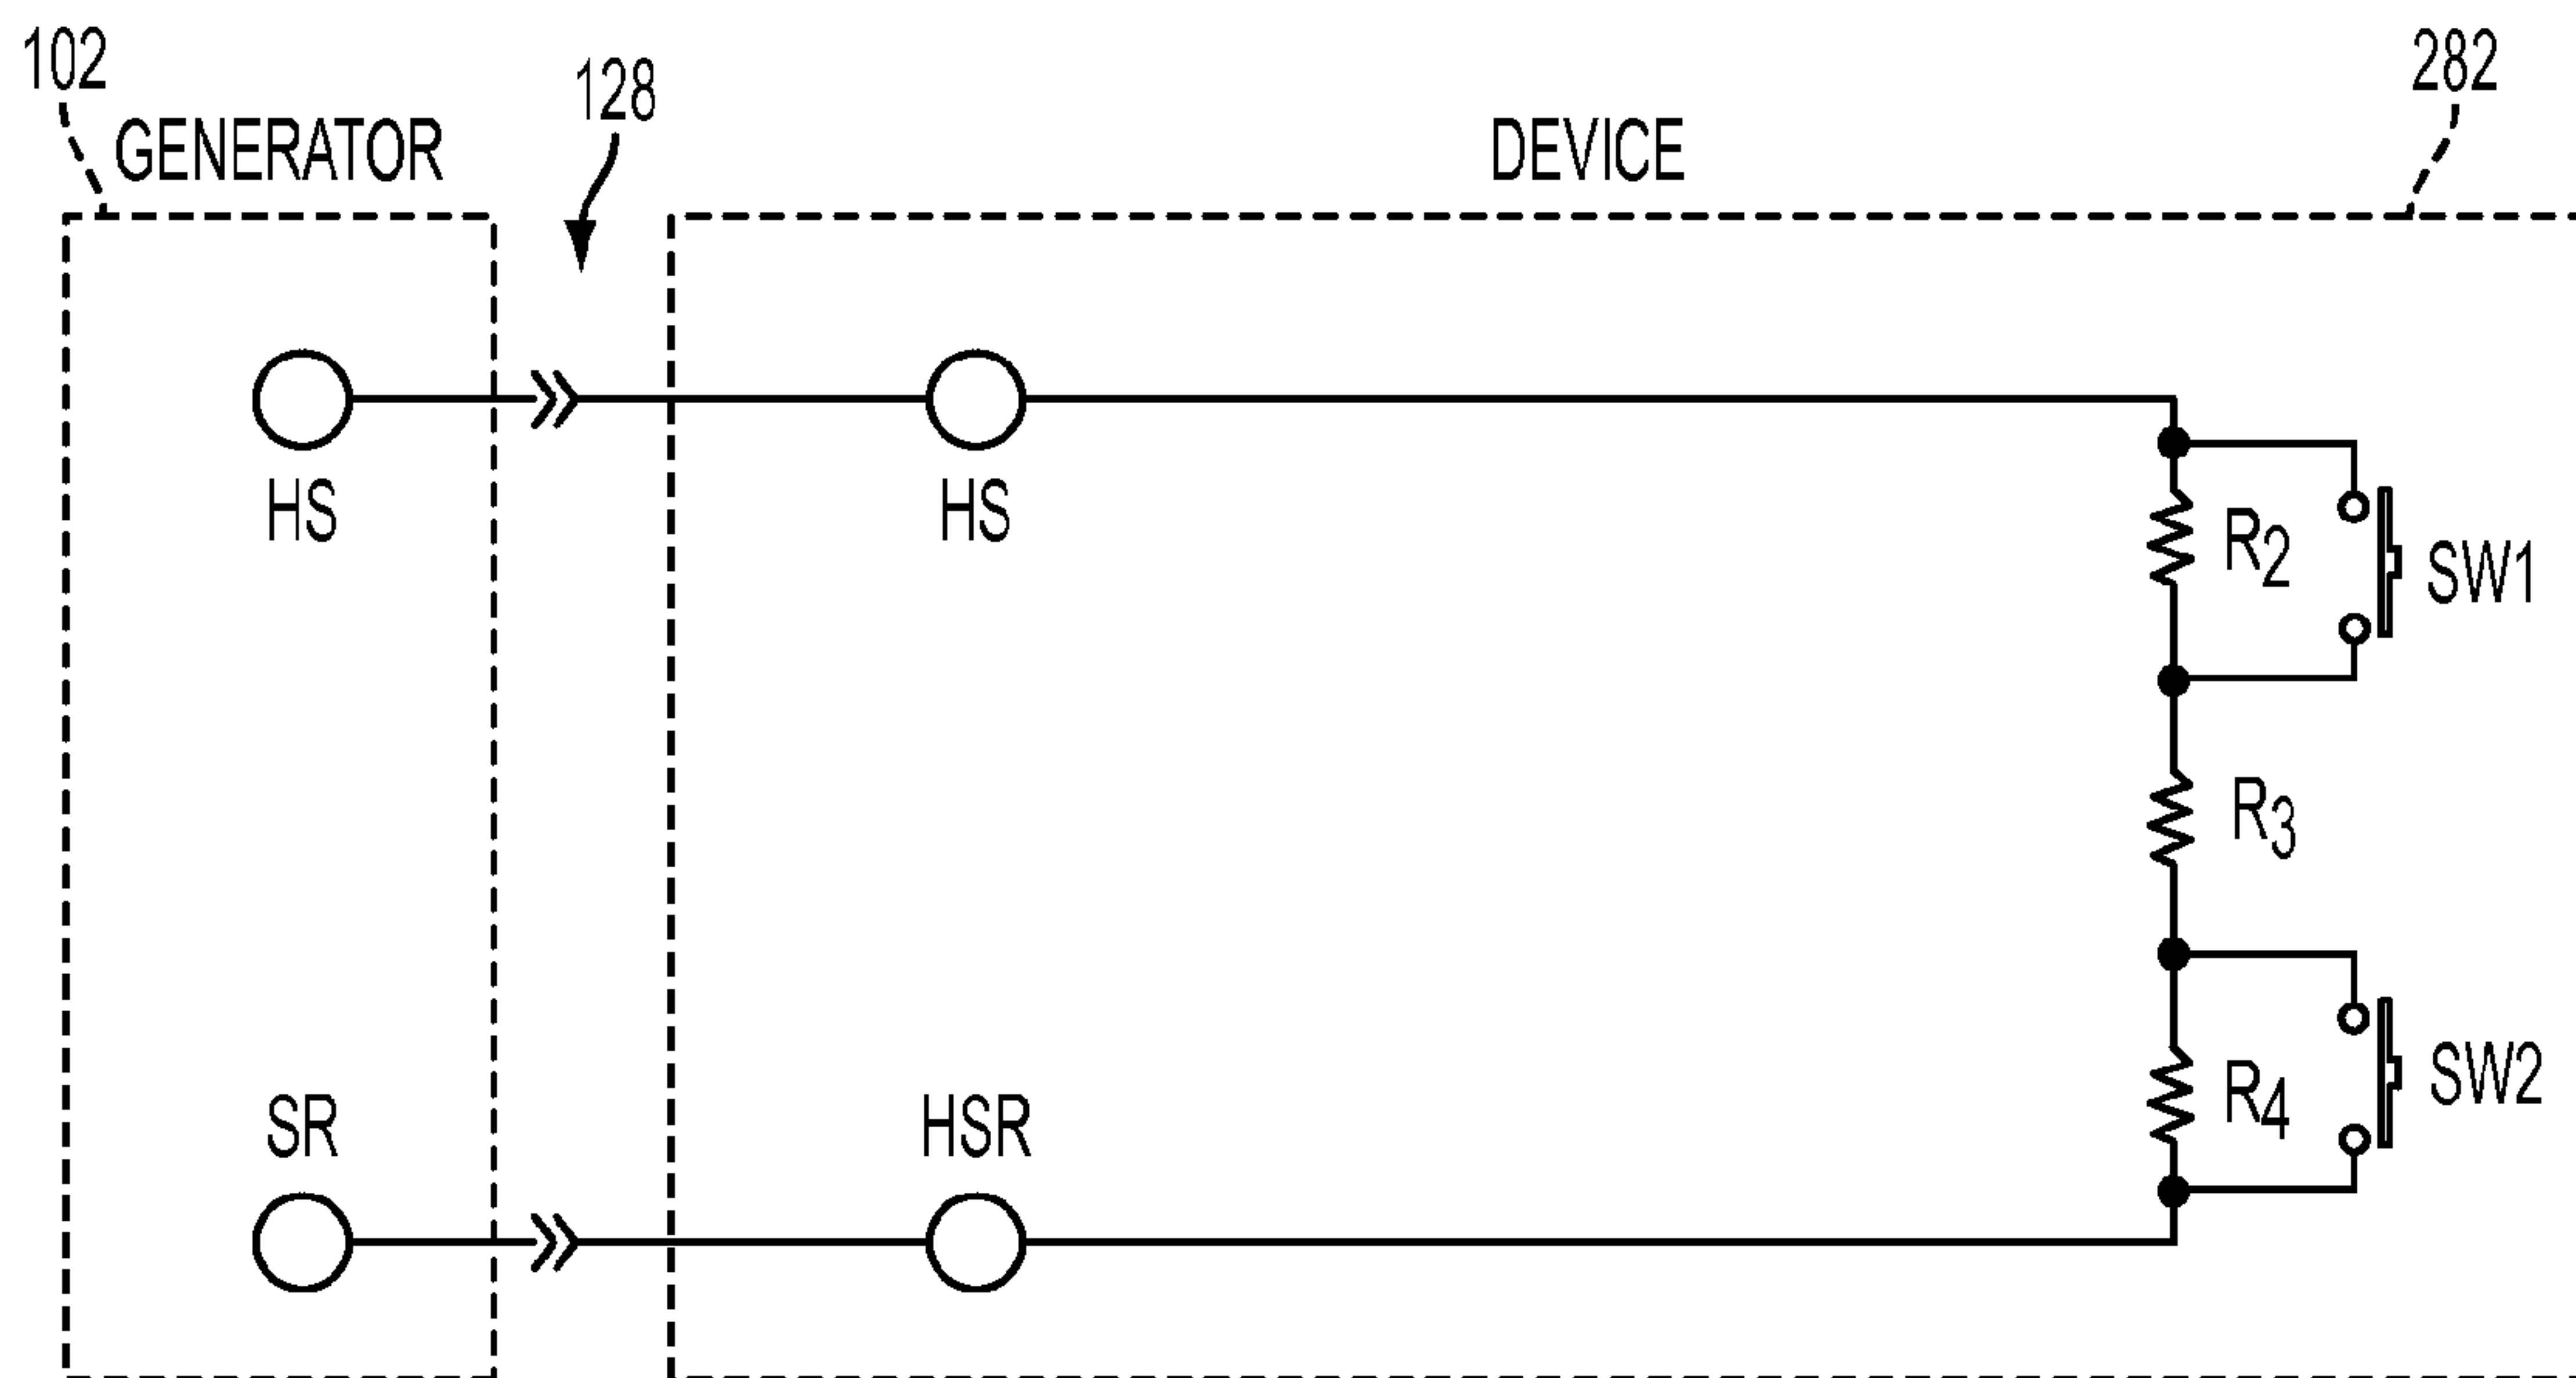 102
128
282
GENERATOR
DEVICE
HS
HS
R2
SW1
R3
SR
HSR
R4
SW2